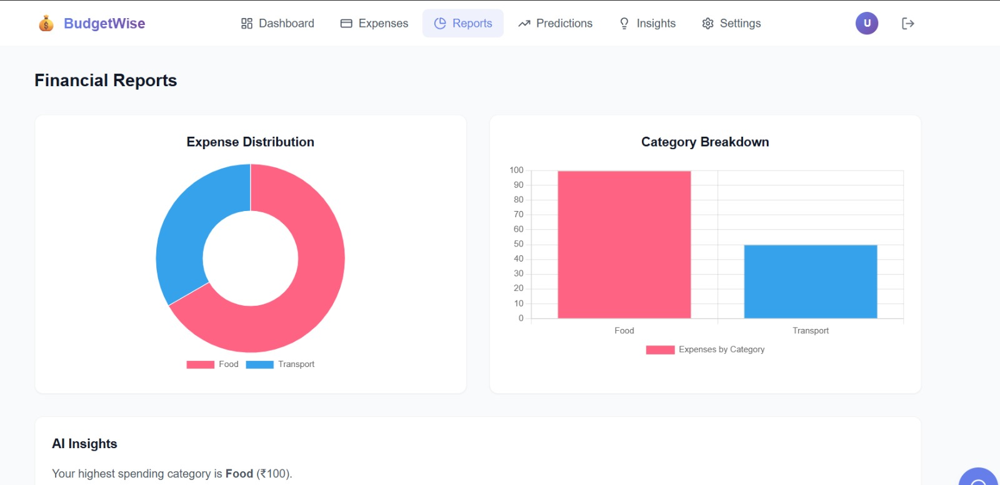 BudgetWise
Dashboard
Expenses
Reports
Predictions
Insights
Settings
U
Financial Reports
Expense Distribution
Food
Transport
Category Breakdown
100
90
80
70
60
50
40
30
20
10
0
Food
Transport
Expenses by Category
AI Insights
Your highest spending category is Food (₹100).